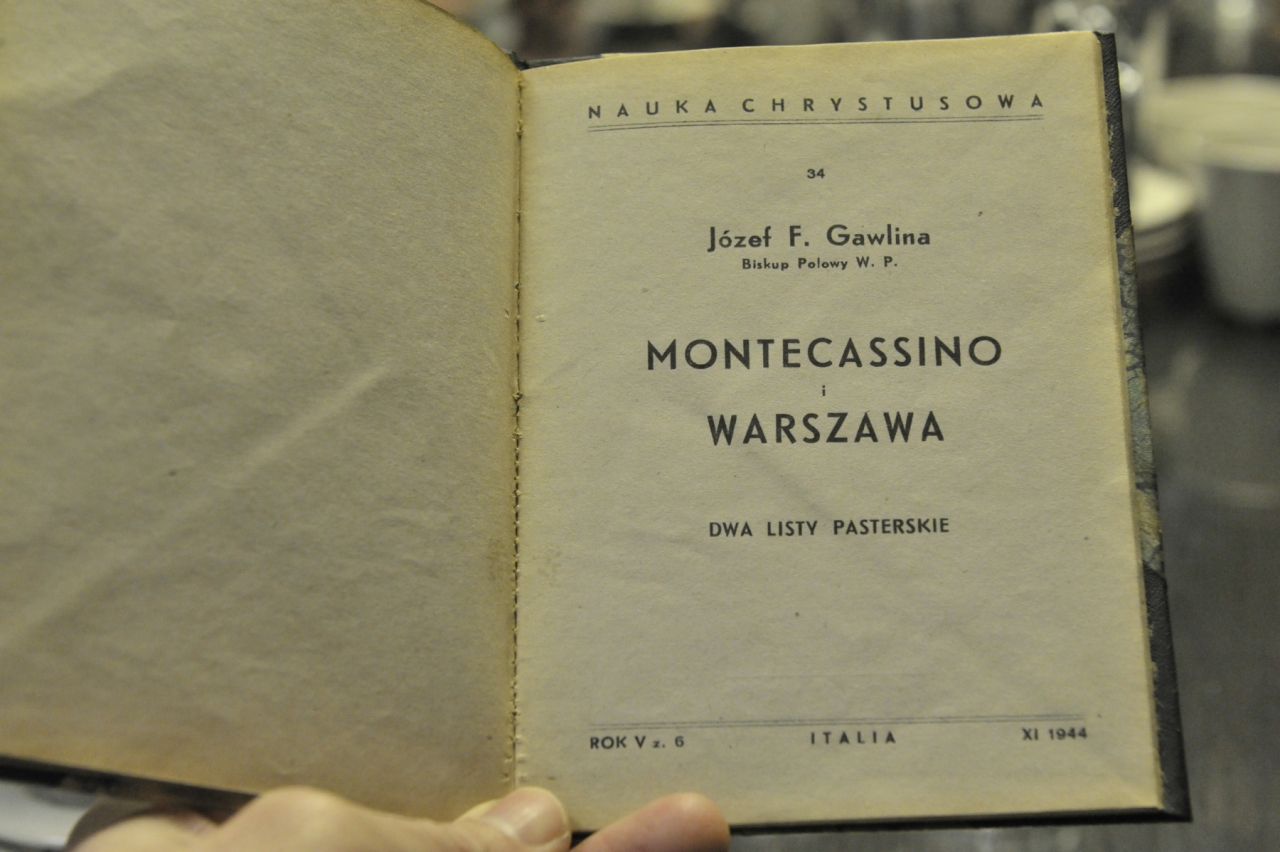 NAUKA CHRYSTUSOWA
34
Józef F. Gawlina
Biskup Polowy W. P.
MONTECASSINO
i
WARSZAWA
DWA LISTY PASTERSKIE
ROK V z. 6 ITALIA XI 1944